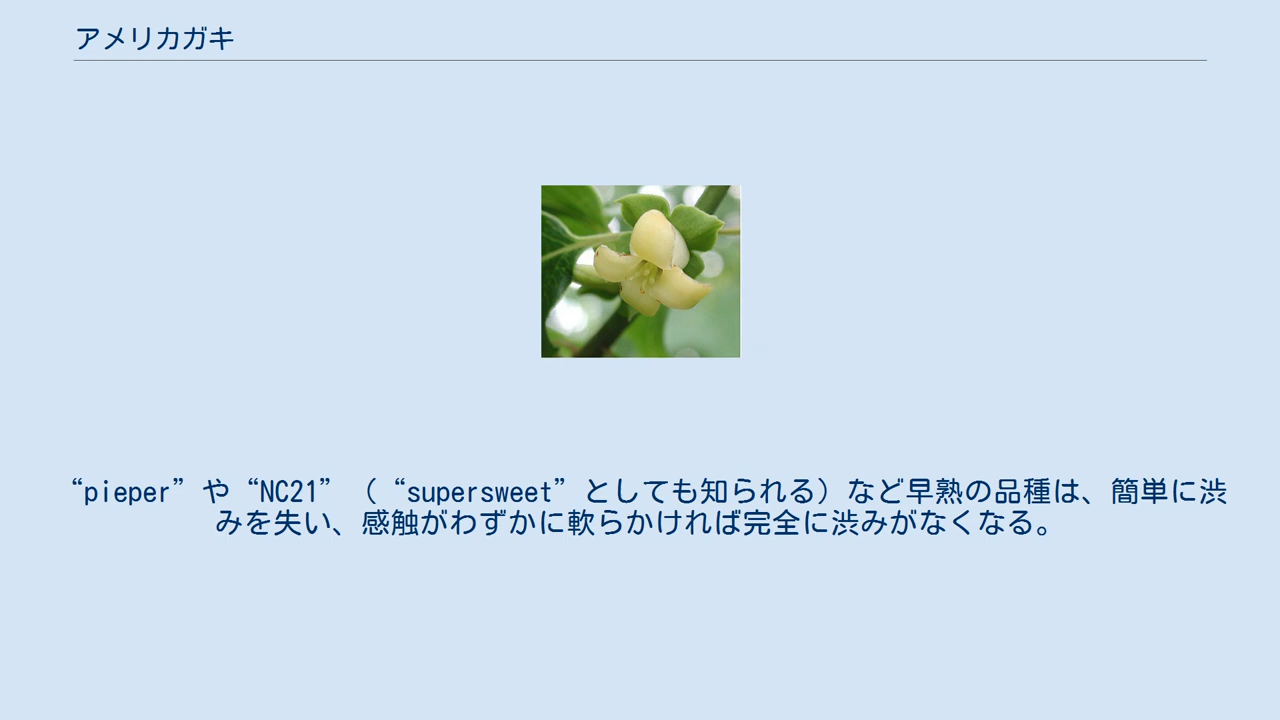 アメリカガキ
“pieper”や“NC21”（“supersweet”としても知られる）など早熟の品種は、簡単に渋
みを失い、感触がわずかに軟らかければ完全に渋みがなくなる。